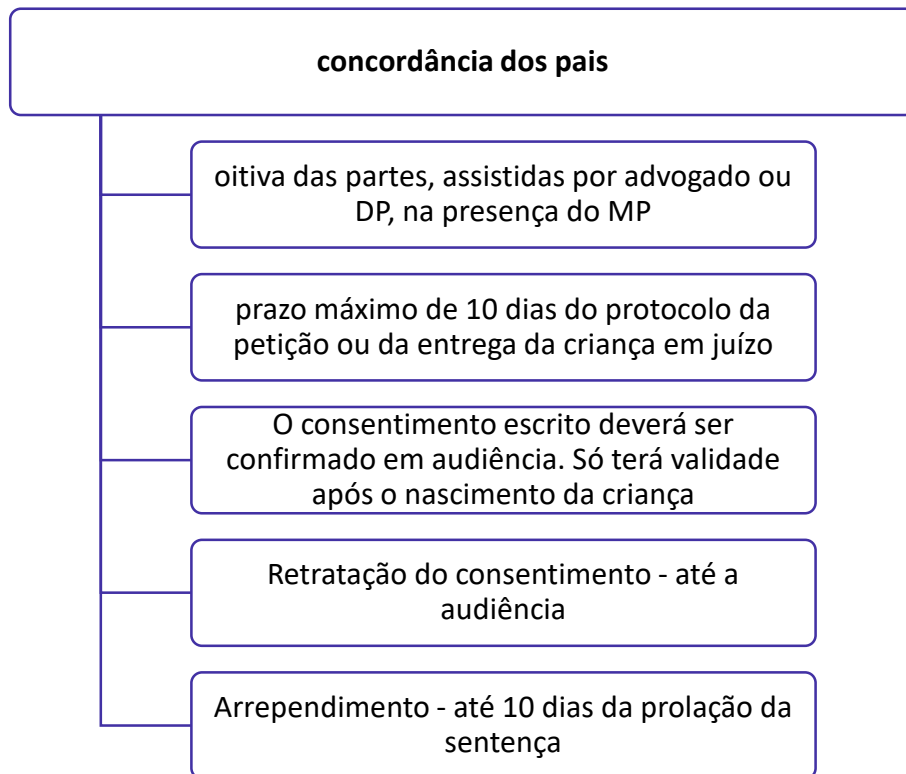 concordância dos pais
oitiva das partes, assistidas por advogado ou
DP, na presença do MP
prazo máximo de 10 dias do protocolo da
petição ou da entrega da criança em juízo
O consentimento escrito deverá ser
confirmado em audiência. Só terá validade
após o nascimento da criança
Retratação do consentimento - até a
audiência
Arrependimento - até 10 dias da prolação da
sentença